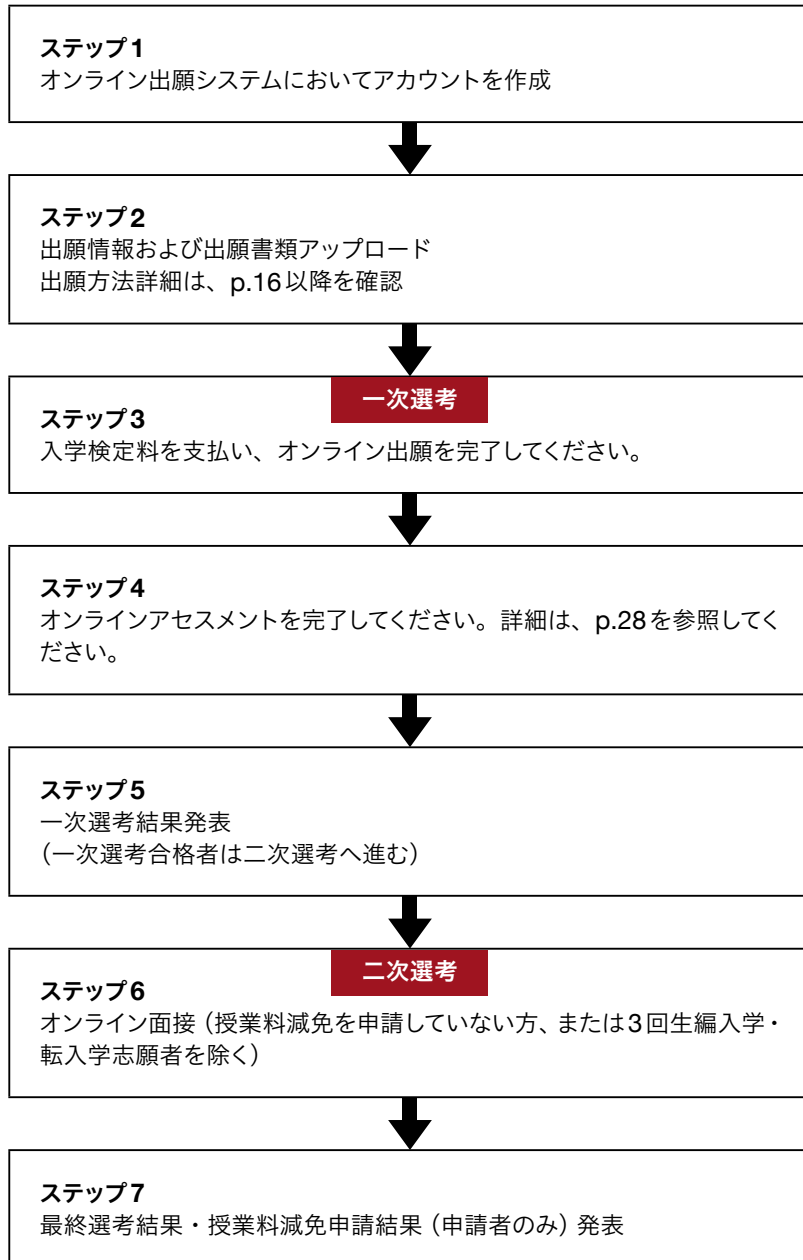 ステップ1
オンライン出願システムにおいてアカウントを作成
ステップ2
出願情報および出願書類アップロード
出願方法詳細は、p.16以降を確認
一次選考
ステップ3
入学検定料を支払い、オンライン出願を完了してください。
ステップ4
オンラインアセスメントを完了してください。詳細は、p.28を参照してく
ださい。
ステップ5
一次選考結果発表
（一次選考合格者は二次選考へ進む）
二次選考
ステップ6
オンライン面接（授業料減免を申請していない方、または3回生編入学・
転入学志願者を除く）
ステップ7
最終選考結果・授業料減免申請結果（申請者のみ）発表